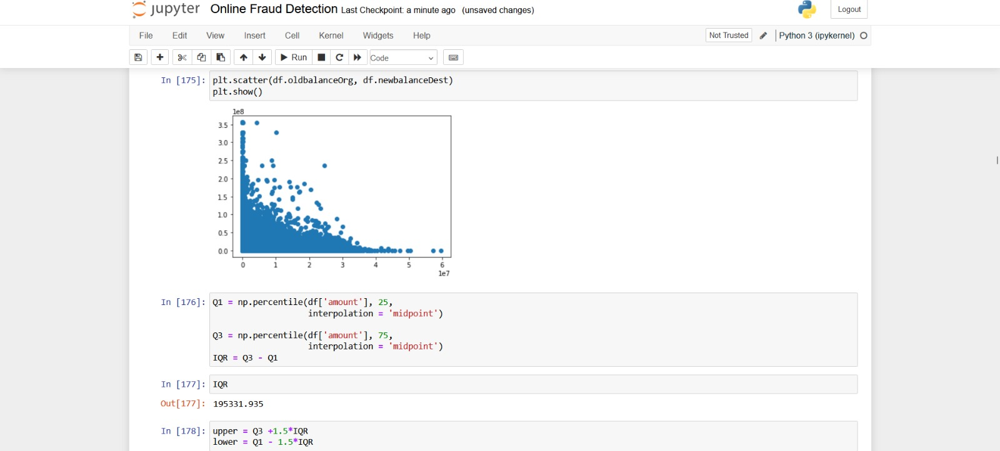 jupyter Online Fraud Detection Last Checkpoint: a minute ago (unsaved changes)
Logout
File Edit View Insert Cell Kernel Widgets Help
Not Trusted
Python 3 (ipykernel)
Run
Code
In [175]: plt.scatter(df.oldbalanceOrg, df.newbalanceDest)
plt.show()
1e8
3.5
3.0
2.5
2.0
1.5
1.0
0.5
0.0
0 1 2 3 4 5 6
1e7
In [176]: Q1 = np.percentile(df['amount'], 25,
interpolation = 'midpoint')
Q3 = np.percentile(df['amount'], 75,
interpolation = 'midpoint')
IQR = Q3 - Q1
In [177]: IQR
Out[177]: 195331.935
In [178]: upper = Q3 +1.5*IQR
lower = Q1 - 1.5*IQR